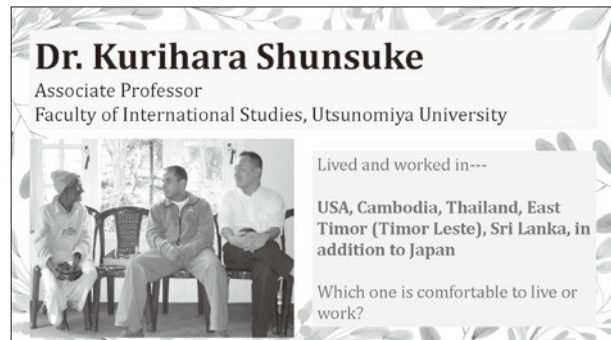 Dr. Kurihara Shunsuke
Associate Professor
Faculty of International Studies, Utsunomiya University
Lived and worked in---
USA, Cambodia, Thailand, East
Timor (Timor Leste), Sri Lanka, in
addition to Japan
Which one is comfortable to live or
work?